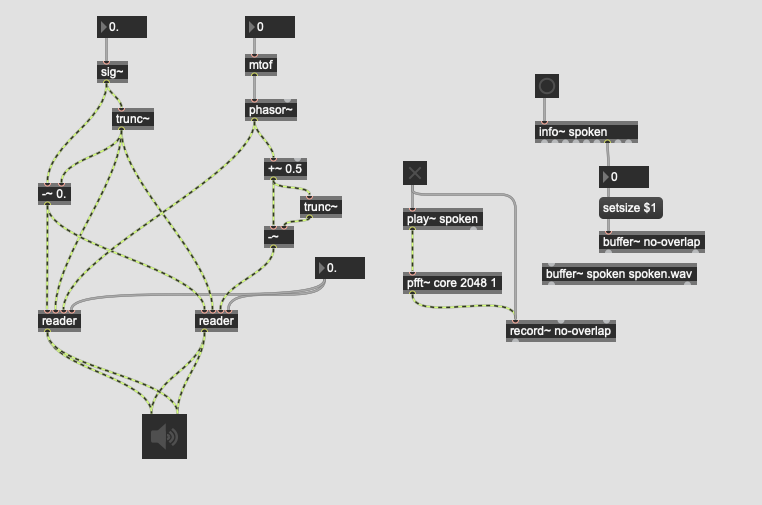 0.
0
sig~
mtof
trunc~
phasor~
info~ spoken
+~ 0.5
0
-~ 0.
trunc~
setsize $1
play~ spoken
-~
buffer~ no-overlap
0.
buffer~ spoken spoken.wav
pfft~ core 2048 1
reader
reader
record~ no-overlap